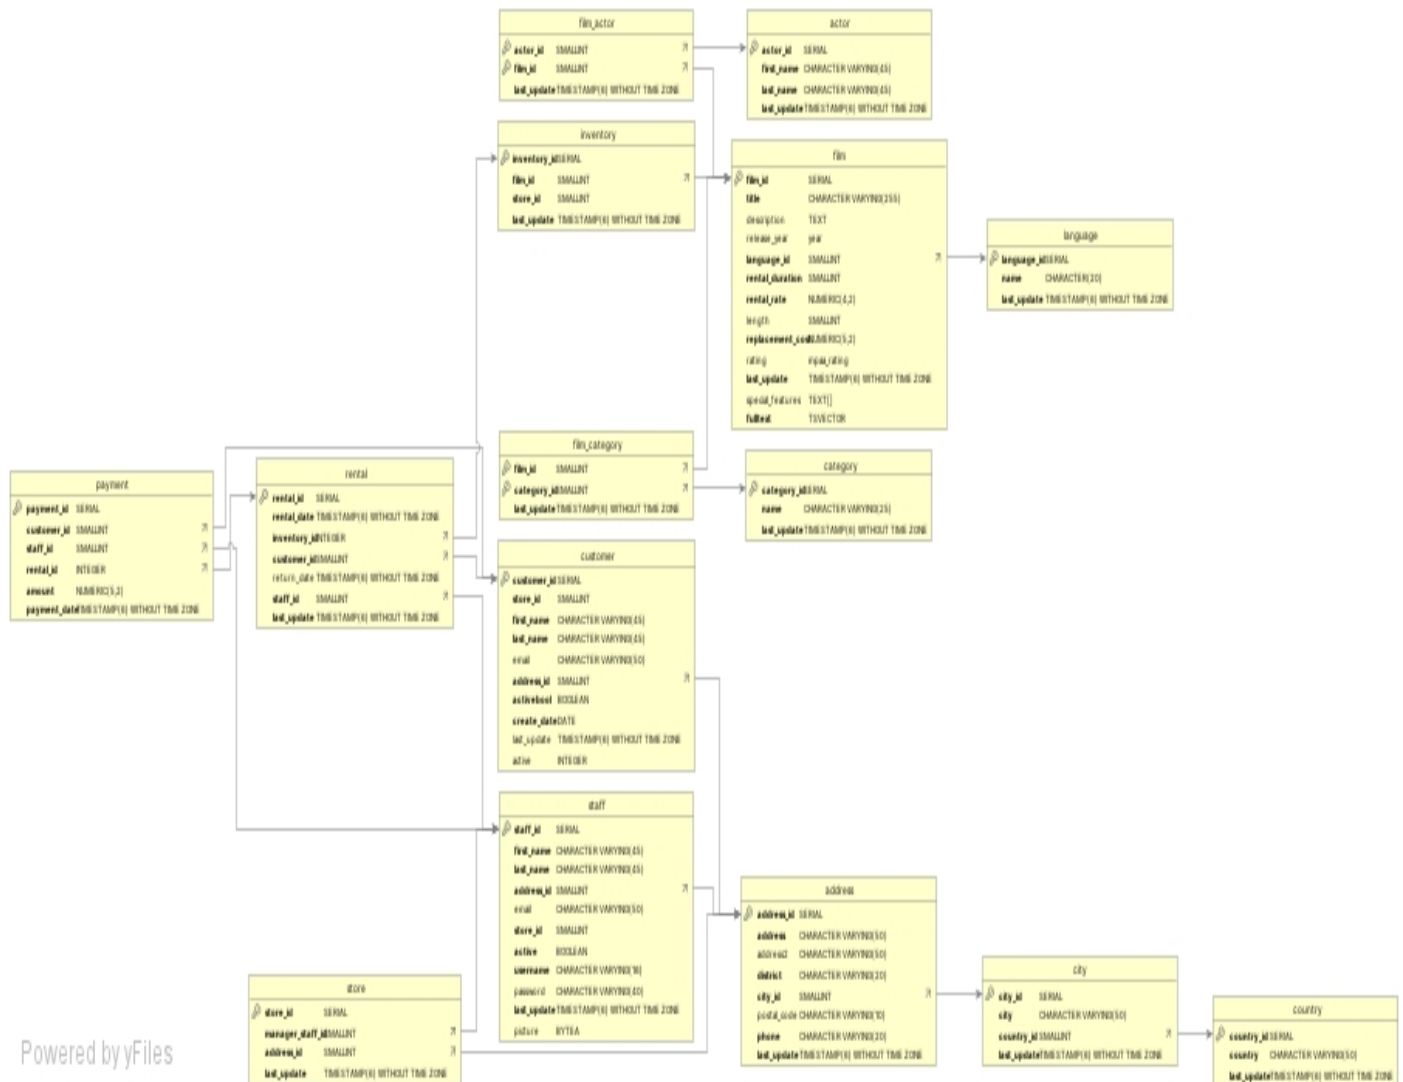 film_actor
actor_id SMALLINT
film_id SMALLINT
last_update TIMESTAMP(6) WITHOUT TIME ZONE
actor
actor_id SERIAL
first_name CHARACTER VARYING(45)
last_name CHARACTER VARYING(45)
last_update TIMESTAMP(6) WITHOUT TIME ZONE
inventory
inventory_id SERIAL
film_id SMALLINT
store_id SMALLINT
last_update TIMESTAMP(6) WITHOUT TIME ZONE
film
film_id SERIAL
title CHARACTER VARYING(255)
description TEXT
release_year year
language_id SMALLINT
rental_duration SMALLINT
rental_rate NUMERIC(4,2)
length SMALLINT
replacement_cost NUMERIC(5,2)
rating mpaa_rating
last_update TIMESTAMP(6) WITHOUT TIME ZONE
special_features TEXT[]
fulltext TSVECTOR
language
language_id SERIAL
name CHARACTER(20)
last_update TIMESTAMP(6) WITHOUT TIME ZONE
film_category
film_id SMALLINT
category_id SMALLINT
last_update TIMESTAMP(6) WITHOUT TIME ZONE
category
category_id SERIAL
name CHARACTER VARYING(25)
last_update TIMESTAMP(6) WITHOUT TIME ZONE
payment
payment_id SERIAL
customer_id SMALLINT
staff_id SMALLINT
rental_id INTEGER
amount NUMERIC(5,2)
payment_date TIMESTAMP(6) WITHOUT TIME ZONE
rental
rental_id SERIAL
rental_date TIMESTAMP(6) WITHOUT TIME ZONE
inventory_id INTEGER
customer_id SMALLINT
return_date TIMESTAMP(6) WITHOUT TIME ZONE
staff_id SMALLINT
last_update TIMESTAMP(6) WITHOUT TIME ZONE
customer
customer_id SERIAL
store_id SMALLINT
first_name CHARACTER VARYING(45)
last_name CHARACTER VARYING(45)
email CHARACTER VARYING(50)
address_id SMALLINT
activebool BOOLEAN
create_date DATE
last_update TIMESTAMP(6) WITHOUT TIME ZONE
active INTEGER
staff
staff_id SERIAL
first_name CHARACTER VARYING(45)
last_name CHARACTER VARYING(45)
address_id SMALLINT
email CHARACTER VARYING(50)
store_id SMALLINT
active BOOLEAN
username CHARACTER VARYING(16)
password CHARACTER VARYING(40)
last_update TIMESTAMP(6) WITHOUT TIME ZONE
picture BYTEA
address
address_id SERIAL
address CHARACTER VARYING(50)
address2 CHARACTER VARYING(50)
district CHARACTER VARYING(20)
city_id SMALLINT
postal_code CHARACTER VARYING(10)
phone CHARACTER VARYING(20)
last_update TIMESTAMP(6) WITHOUT TIME ZONE
store
store_id SERIAL
manager_staff_id SMALLINT
address_id SMALLINT
last_update TIMESTAMP(6) WITHOUT TIME ZONE
city
city_id SERIAL
city CHARACTER VARYING(50)
country_id SMALLINT
last_update TIMESTAMP(6) WITHOUT TIME ZONE
country
country_id SERIAL
country CHARACTER VARYING(50)
last_update TIMESTAMP(6) WITHOUT TIME ZONE
Powered by yFiles